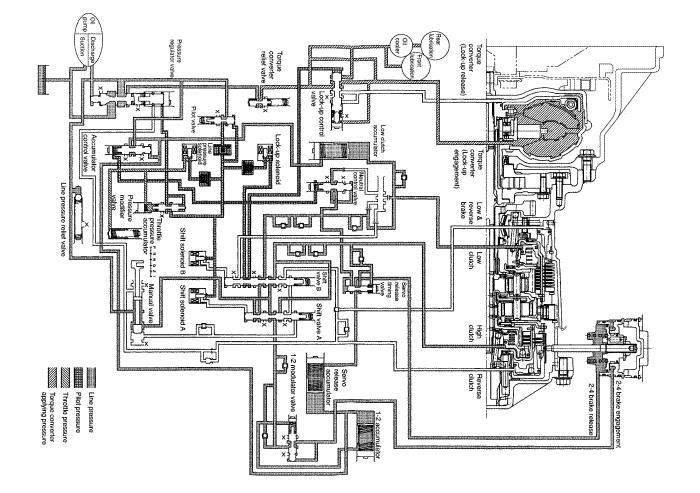 Oil
pump
Discharge
Suction
Pressure
regulator valve
Torque
converter
relief valve
Oil
cooler
Front
lubrication
Rear
lubrication
Torque
converter
(Lock-up release)
Lock-up control
valve
Pilot valve
Low clutch
accumulator
Accumulator
control valve
Line
pressure
solenoid
Lock-up solenoid
Neutral
control valve
Torque
converter
(Lock-up
engagement)
Line pressure relief valve
Pressure
modifier
valve
Throttle
pressure
accumulator
Low &
reverse
brake
Low
clutch
Shift solenoid B
Shift
valve B
Servo
release
timing
valve
Manual valve
Shift solenoid A
Shift valve A
High
clutch
1-2 modulator valve
Servo
release
accumulator
Reverse
clutch
1-2 accumulator
2-4 brake release
2-4 brake engagement
Line pressure
Pilot pressure
Throttle pressure
Torque converter
applying pressure